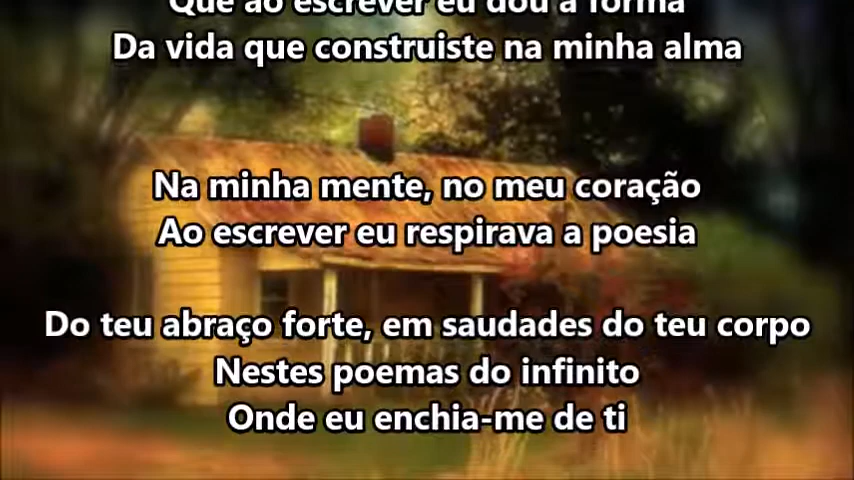 Que ao escrever eu dou a forma
Da vida que construiste na minha alma
Na minha mente, no meu coração
Ao escrever eu respirava a poesia
Do teu abraço forte, em saudades do teu corpo
Nestes poemas do infinito
Onde eu enchia-me de ti